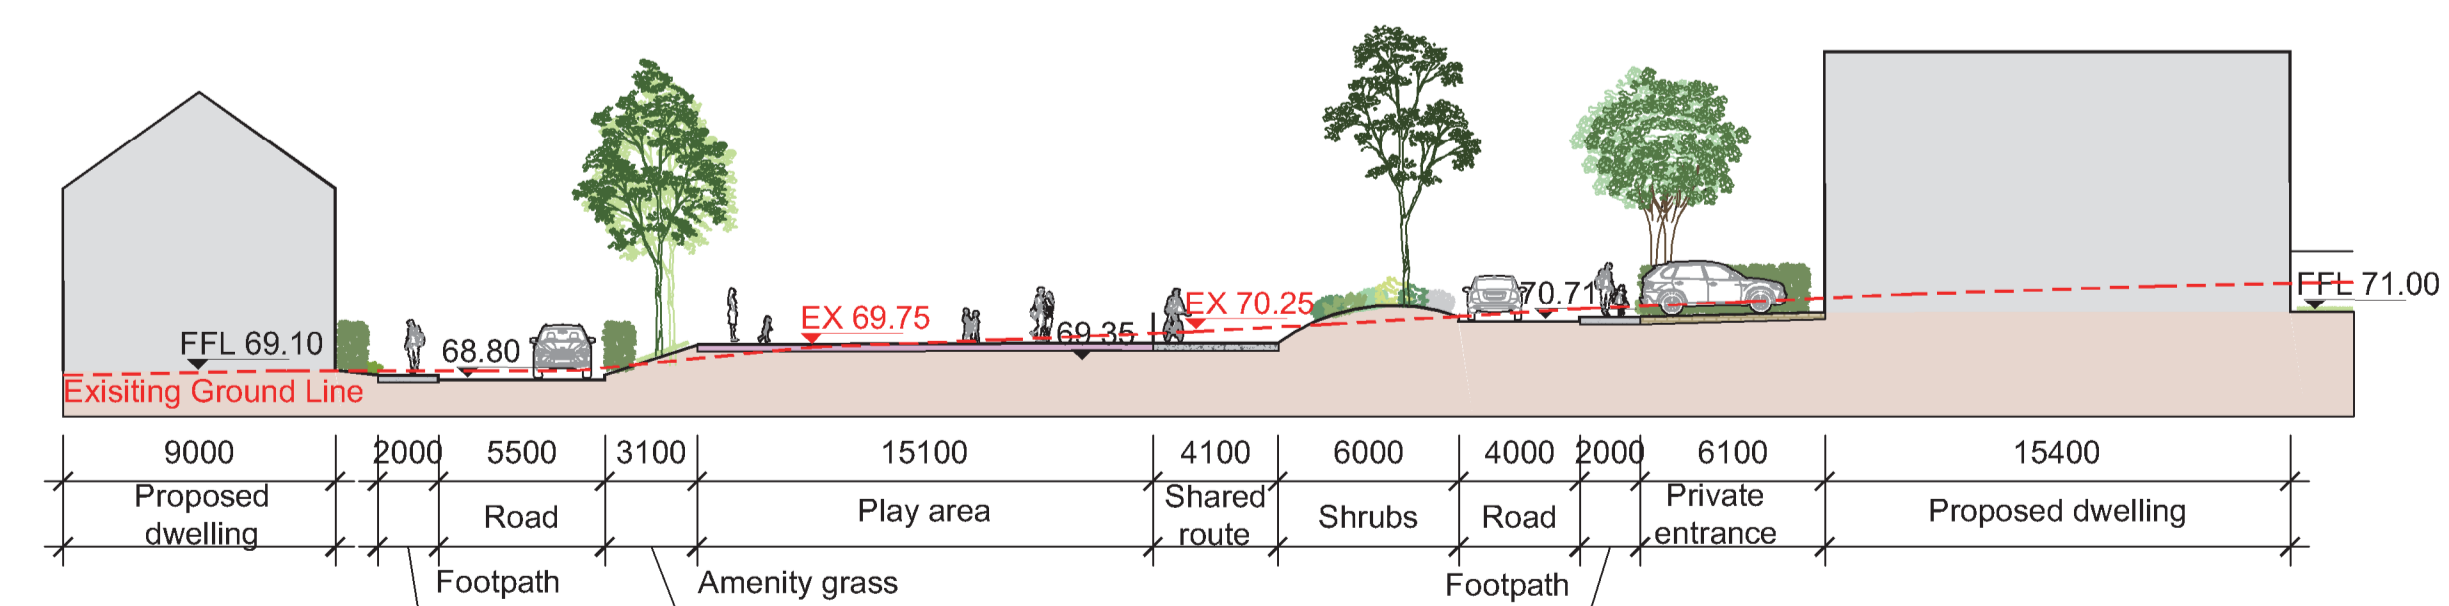 EX 69.75
EX 70.25
70.71
FFL 71.00
FFL 69.10
68.80
69.35
Exisiting Ground Line
9000
2000
5500
3100
15100
4100
6000
4000
2000
6100
15400
Proposed
dwelling
Road
Play area
Shared
route
Shrubs
Road
Private
entrance
Proposed dwelling
Footpath
Amenity grass
Footpath